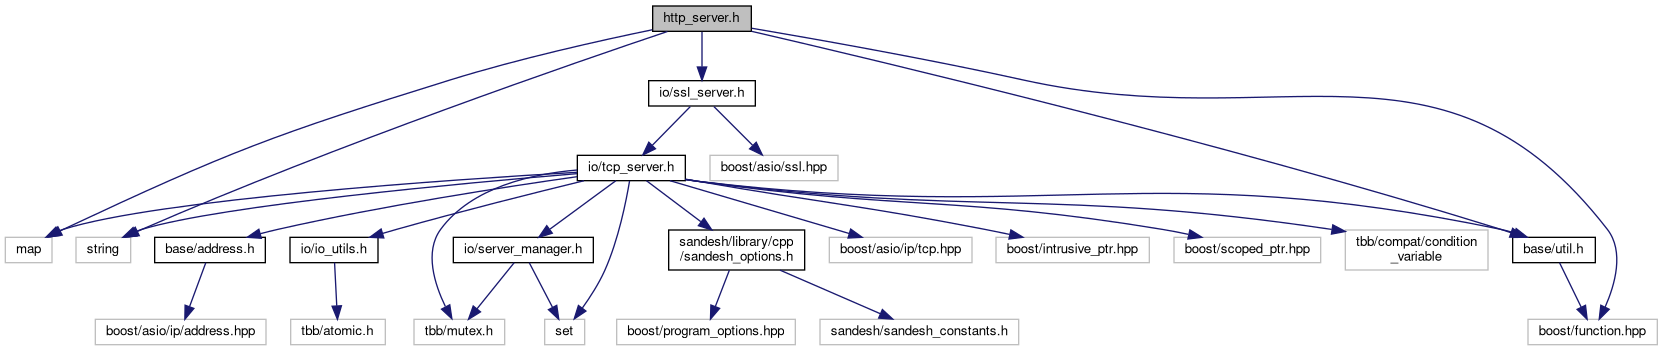 http_server.h
io/ssl_server.h
io/tcp_server.h
boost/asio/ssl.hpp
map
string
base/address.h
io/io_utils.h
io/server_manager.h
sandesh/library/cpp
/sandesh_options.h
boost/asio/ip/tcp.hpp
boost/intrusive_ptr.hpp
boost/scoped_ptr.hpp
tbb/compat/condition
_variable
base/util.h
boost/asio/ip/address.hpp
tbb/atomic.h
tbb/mutex.h
set
boost/program_options.hpp
sandesh/sandesh_constants.h
boost/function.hpp